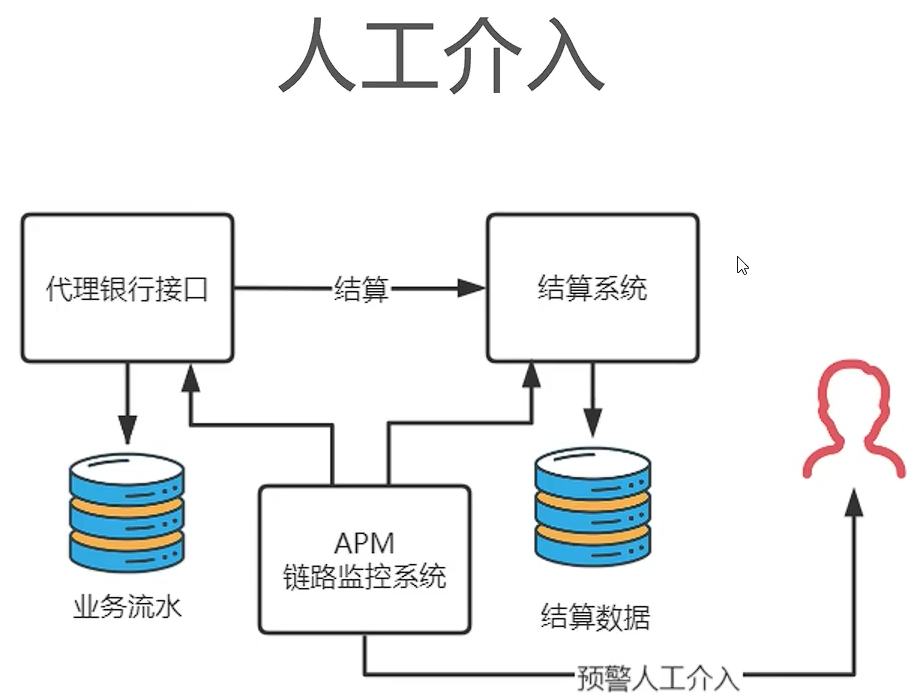 人工介入
代理银行接口
结算
结算系统
APM
链路监控系统
业务流水
结算数据
预警人工介入